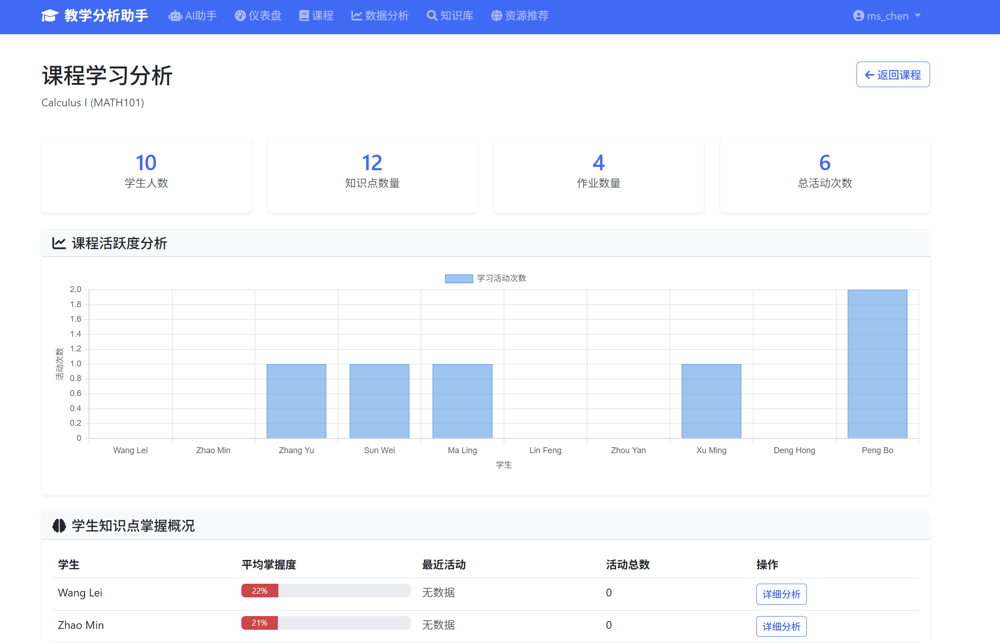 教学分析助手 AI助手 仪表盘 课程 数据分析 知识库 资源推荐 ms_chen
课程学习分析
返回课程
Calculus I (MATH101)
10 12 4 6
学生人数 知识点数量 作业数量 总活动次数
课程活跃度分析
学习活动次数
2.0
1.8
1.6
1.4
1.2
1.0
0.8
0.6
0.4
0.2
0
活动次数
Wang Lei Zhao Min Zhang Yu Sun Wei Ma Ling Lin Feng Zhou Yan Xu Ming Deng Hong Peng Bo
学生
学生知识点掌握概况
学生 平均掌握度 最近活动 活动总数 操作
Wang Lei 22% 无数据 0 详细分析
Zhao Min 21% 无数据 0 详细分析